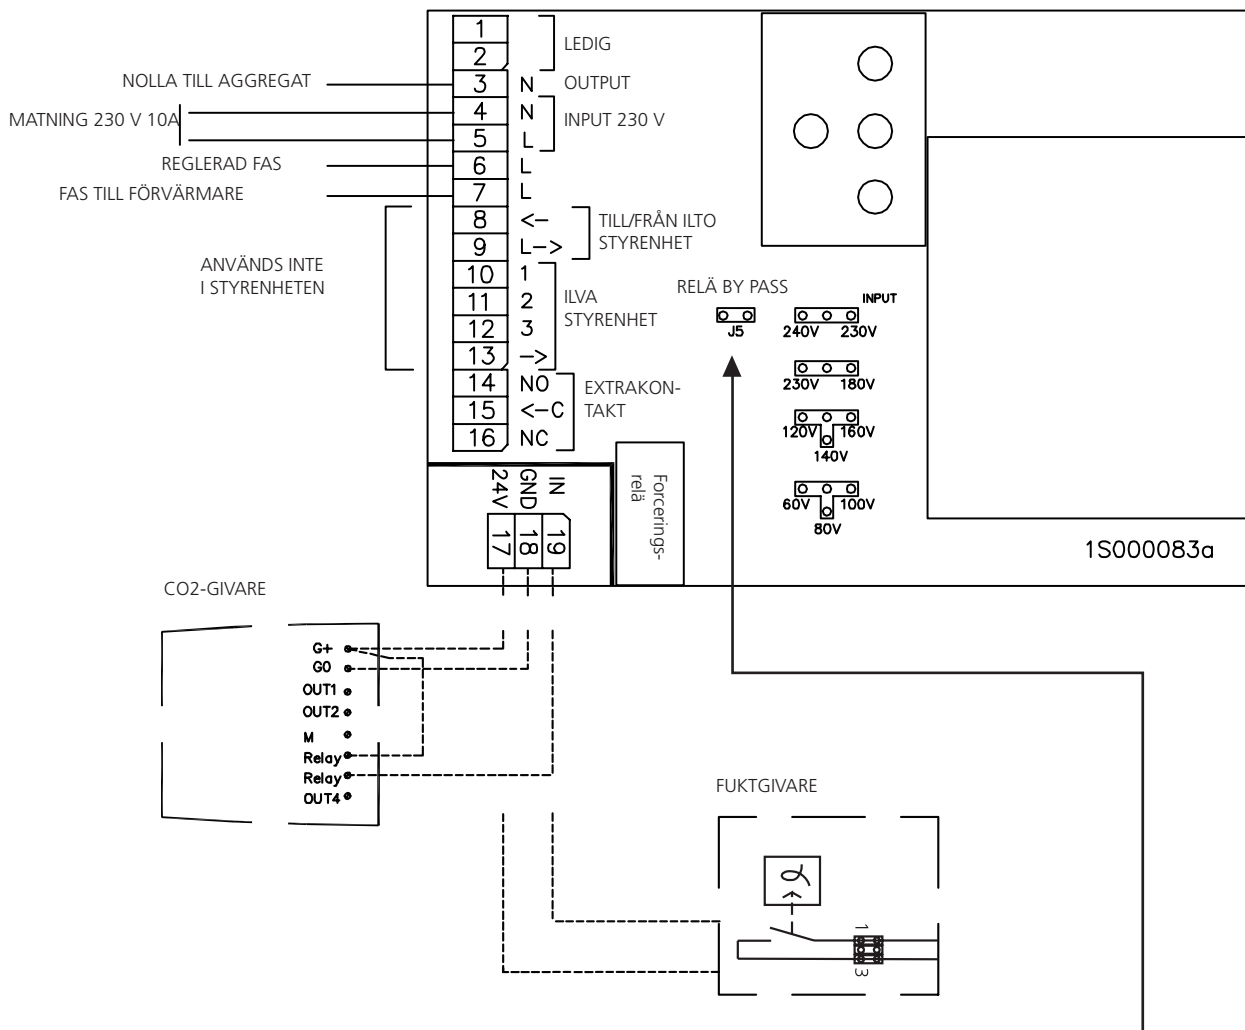 1
LEDIG
2
NOLLA TILL AGGREGAT
3 N OUTPUT
MATNING 230 V 10A
4 N
INPUT 230 V
5 L
REGLERAD FAS
6 L
FAS TILL FÖRVÄRMARE
7 L
8 <-
TILL/FRÅN ILTO
STYRENHET
9 L->
ANVÄNDS INTE
I STYRENHETEN
10 1
11 2
ILVA
STYRENHET
12 3
13 ->
14 NO
EXTRAKON-
TAKT
15 <-C
16 NC
RELÄ BY PASS
J5
INPUT
240V 230V
230V 180V
120V 160V
140V
60V 100V
80V
1S000083a
Forcerings-
relä
24V GND IN
17 18 19
CO2-GIVARE
G+
G0
OUT1
OUT2
M
Relay
Relay
OUT4
FUKTGIVARE
1
3